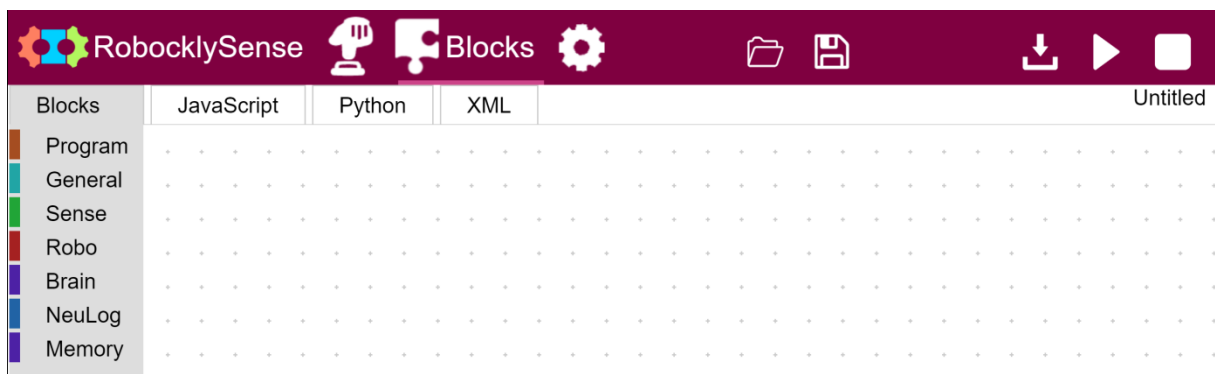 RobocklySense Blocks
Blocks JavaScript Python XML Untitled
Program
General
Sense
Robo
Brain
NeuLog
Memory